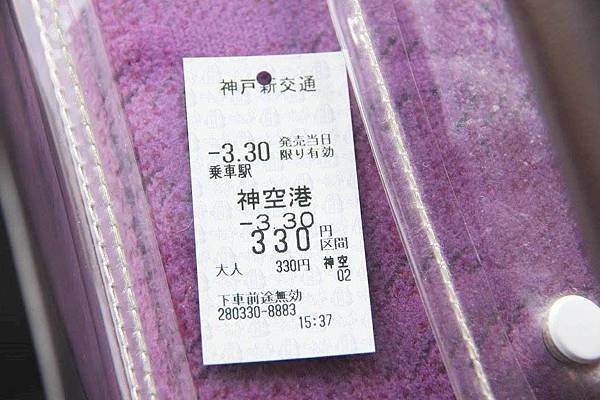 神戸新交通
-3.30 発売当日
限り有効
乗車駅
神空港
-3.30
330円
区間
大人 330円 神空
02
下車前途無効
280330-8883
15:37